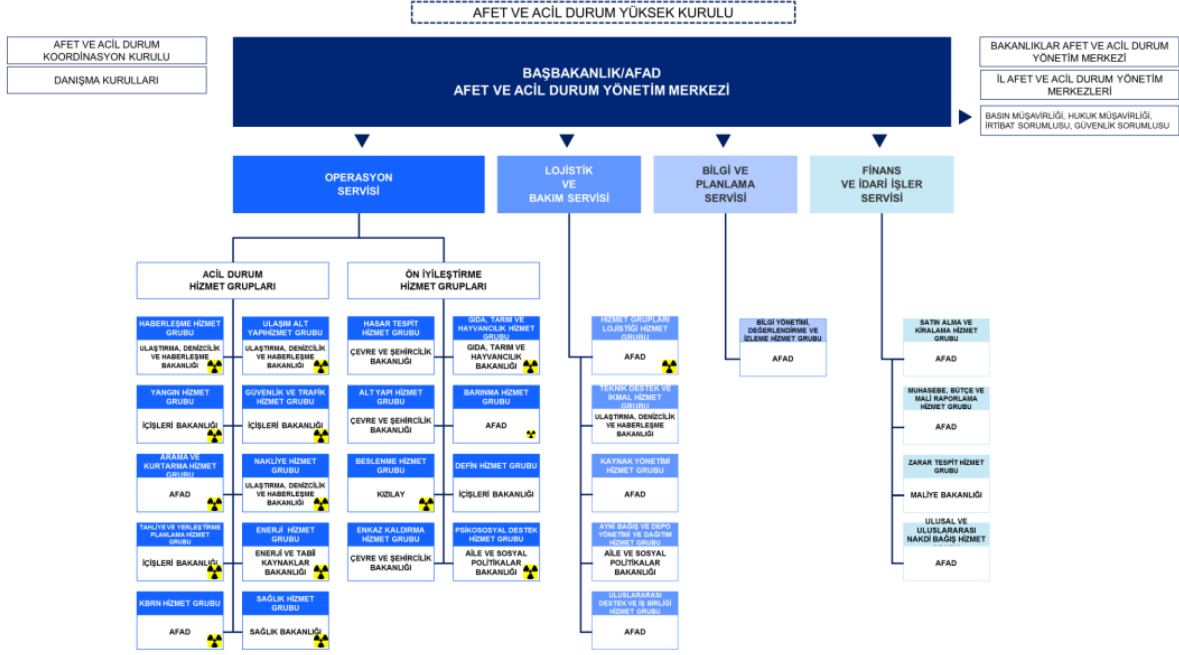 AFET VE ACİL DURUM YÜKSEK KURULU
AFET VE ACİL DURUM
KOORDİNASYON KURULU
DANIŞMA KURULLARI
BAŞBAKANLIK/AFAD
AFET VE ACİL DURUM YÖNETİM MERKEZİ
BAKANLIKLAR AFET VE ACİL DURUM
YÖNETİM MERKEZİ
İL AFET VE ACİL DURUM YÖNETİM
MERKEZLERİ
BASIN MÜŞAVİRLİĞİ, HUKUK MÜŞAVİRLİĞİ,
İRTİBAT SORUMLUSU, GÜVENLİK SORUMLUSU
OPERASYON
SERVİSİ
LOJİSTİK
VE
BAKIM SERVİSİ
BİLGİ VE
PLANLAMA
SERVİSİ
FİNANS
VE İDARİ İŞLER
SERVİSİ
ACİL DURUM
HİZMET GRUPLARI
ÖN İYİLEŞTİRME
HİZMET GRUPLARI
HABERLEŞME HİZMET
GRUBU
ULAŞTIRMA, DENİZCİLİK
VE HABERLEŞME
BAKANLIĞI
ULAŞIM ALT
YAPIHİZMET GRUBU
ULAŞTIRMA, DENİZCİLİK
VE HABERLEŞME
BAKANLIĞI
HASAR TESPİT
HİZMET GRUBU
ÇEVRE VE ŞEHİRCİLİK
BAKANLIĞI
GIDA, TARIM VE
HAYVANCILIK HİZMET
GRUBU
GIDA, TARIM VE
HAYVANCILIK
BAKANLIĞI
HİZMET GRUPLARI
LOJİSTİĞİ HİZMET
GRUBU
AFAD
BİLGİ YÖNETİMİ,
DEĞERLENDİRME VE
İZLEME HİZMET GRUBU
AFAD
SATIN ALMA VE
KİRALAMA HİZMET
GRUBU
AFAD
YANGIN HİZMET
GRUBU
İÇİŞLERİ BAKANLIĞI
GÜVENLİK VE TRAFİK
HİZMET GRUBU
İÇİŞLERİ BAKANLIĞI
ALT YAPI HİZMET
GRUBU
ÇEVRE VE ŞEHİRCİLİK
BAKANLIĞI
BARINMA HİZMET
GRUBU
AFAD
TEKNİK DESTEK VE
İKMAL HİZMET
GRUBU
ULAŞTIRMA, DENİZCİLİK
VE HABERLEŞME
BAKANLIĞI
MUHASEBE, BÜTÇE VE
MALİ RAPORLAMA
HİZMET GRUBU
AFAD
ARAMA VE
KURTARMA HİZMET
GRUBU
AFAD
NAKLİYE HİZMET
GRUBU
ULAŞTIRMA, DENİZCİLİK
VE HABERLEŞME
BAKANLIĞI
BESLENME HİZMET
GRUBU
KIZILAY
DEFİN HİZMET GRUBU
İÇİŞLERİ BAKANLIĞI
KAYNAK YÖNETİMİ
HİZMET GRUBU
AFAD
ZARAR TESPİT HİZMET
GRUBU
MALİYE BAKANLIĞI
TAHLİYE VE YERLEŞTİRME
PLANLAMA HİZMET
GRUBU
İÇİŞLERİ BAKANLIĞI
ENERJİ HİZMET
GRUBU
ENERJİ VE TABİİ
KAYNAKLAR
BAKANLIĞI
ENKAZ KALDIRMA
HİZMET GRUBU
ÇEVRE VE ŞEHİRCİLİK
BAKANLIĞI
PSİKOSOSYAL DESTEK
HİZMET GRUBU
AİLE VE SOSYAL
POLİTİKALAR
BAKANLIĞI
AYNİ BAĞIŞ VE DEPO
YÖNETİMİ VE DAĞITIM
HİZMET GRUBU
AİLE VE SOSYAL
POLİTİKALAR
BAKANLIĞI
ULUSAL VE
ULUSLARARASI
NAKDİ BAĞIŞ HİZMET
AFAD
KBRN HİZMET GRUBU
AFAD
SAĞLIK HİZMET
GRUBU
SAĞLIK BAKANLIĞI
ULUSLARARASI
DESTEK VE İŞ BİRLİĞİ
HİZMET GRUBU
AFAD